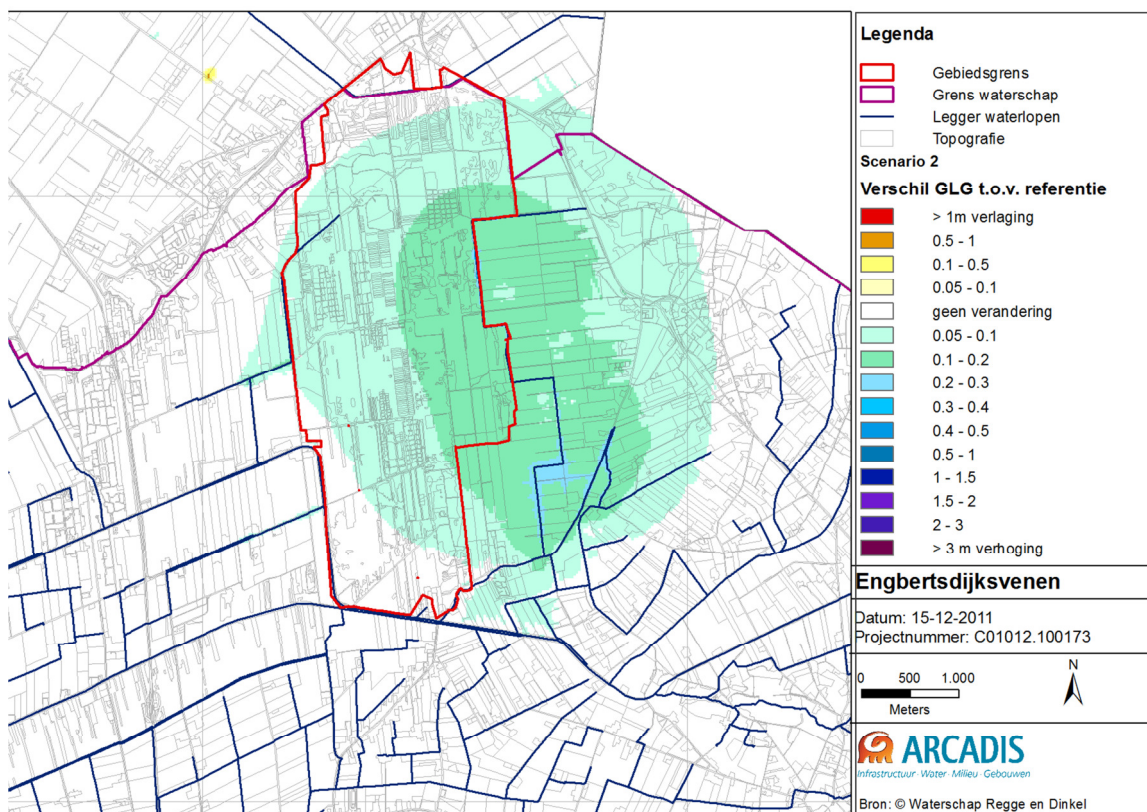 Legenda
Gebiedsgrens
Grens waterschap
Legger waterlopen
Topografie
Scenario 2
Verschil GLG t.o.v. referentie
> 1m verlaging
0.5 - 1
0.1 - 0.5
0.05 - 0.1
geen verandering
0.05 - 0.1
0.1 - 0.2
0.2 - 0.3
0.3 - 0.4
0.4 - 0.5
0.5 - 1
1 - 1.5
1.5 - 2
2 - 3
> 3 m verhoging
Engbertsdijksvenen
Datum: 15-12-2011
Projectnummer: C01012.100173
N
0 500 1.000
Meters
ARCADIS
Infrastructuur · Water · Milieu · Gebouwen
Bron: © Waterschap Regge en Dinkel